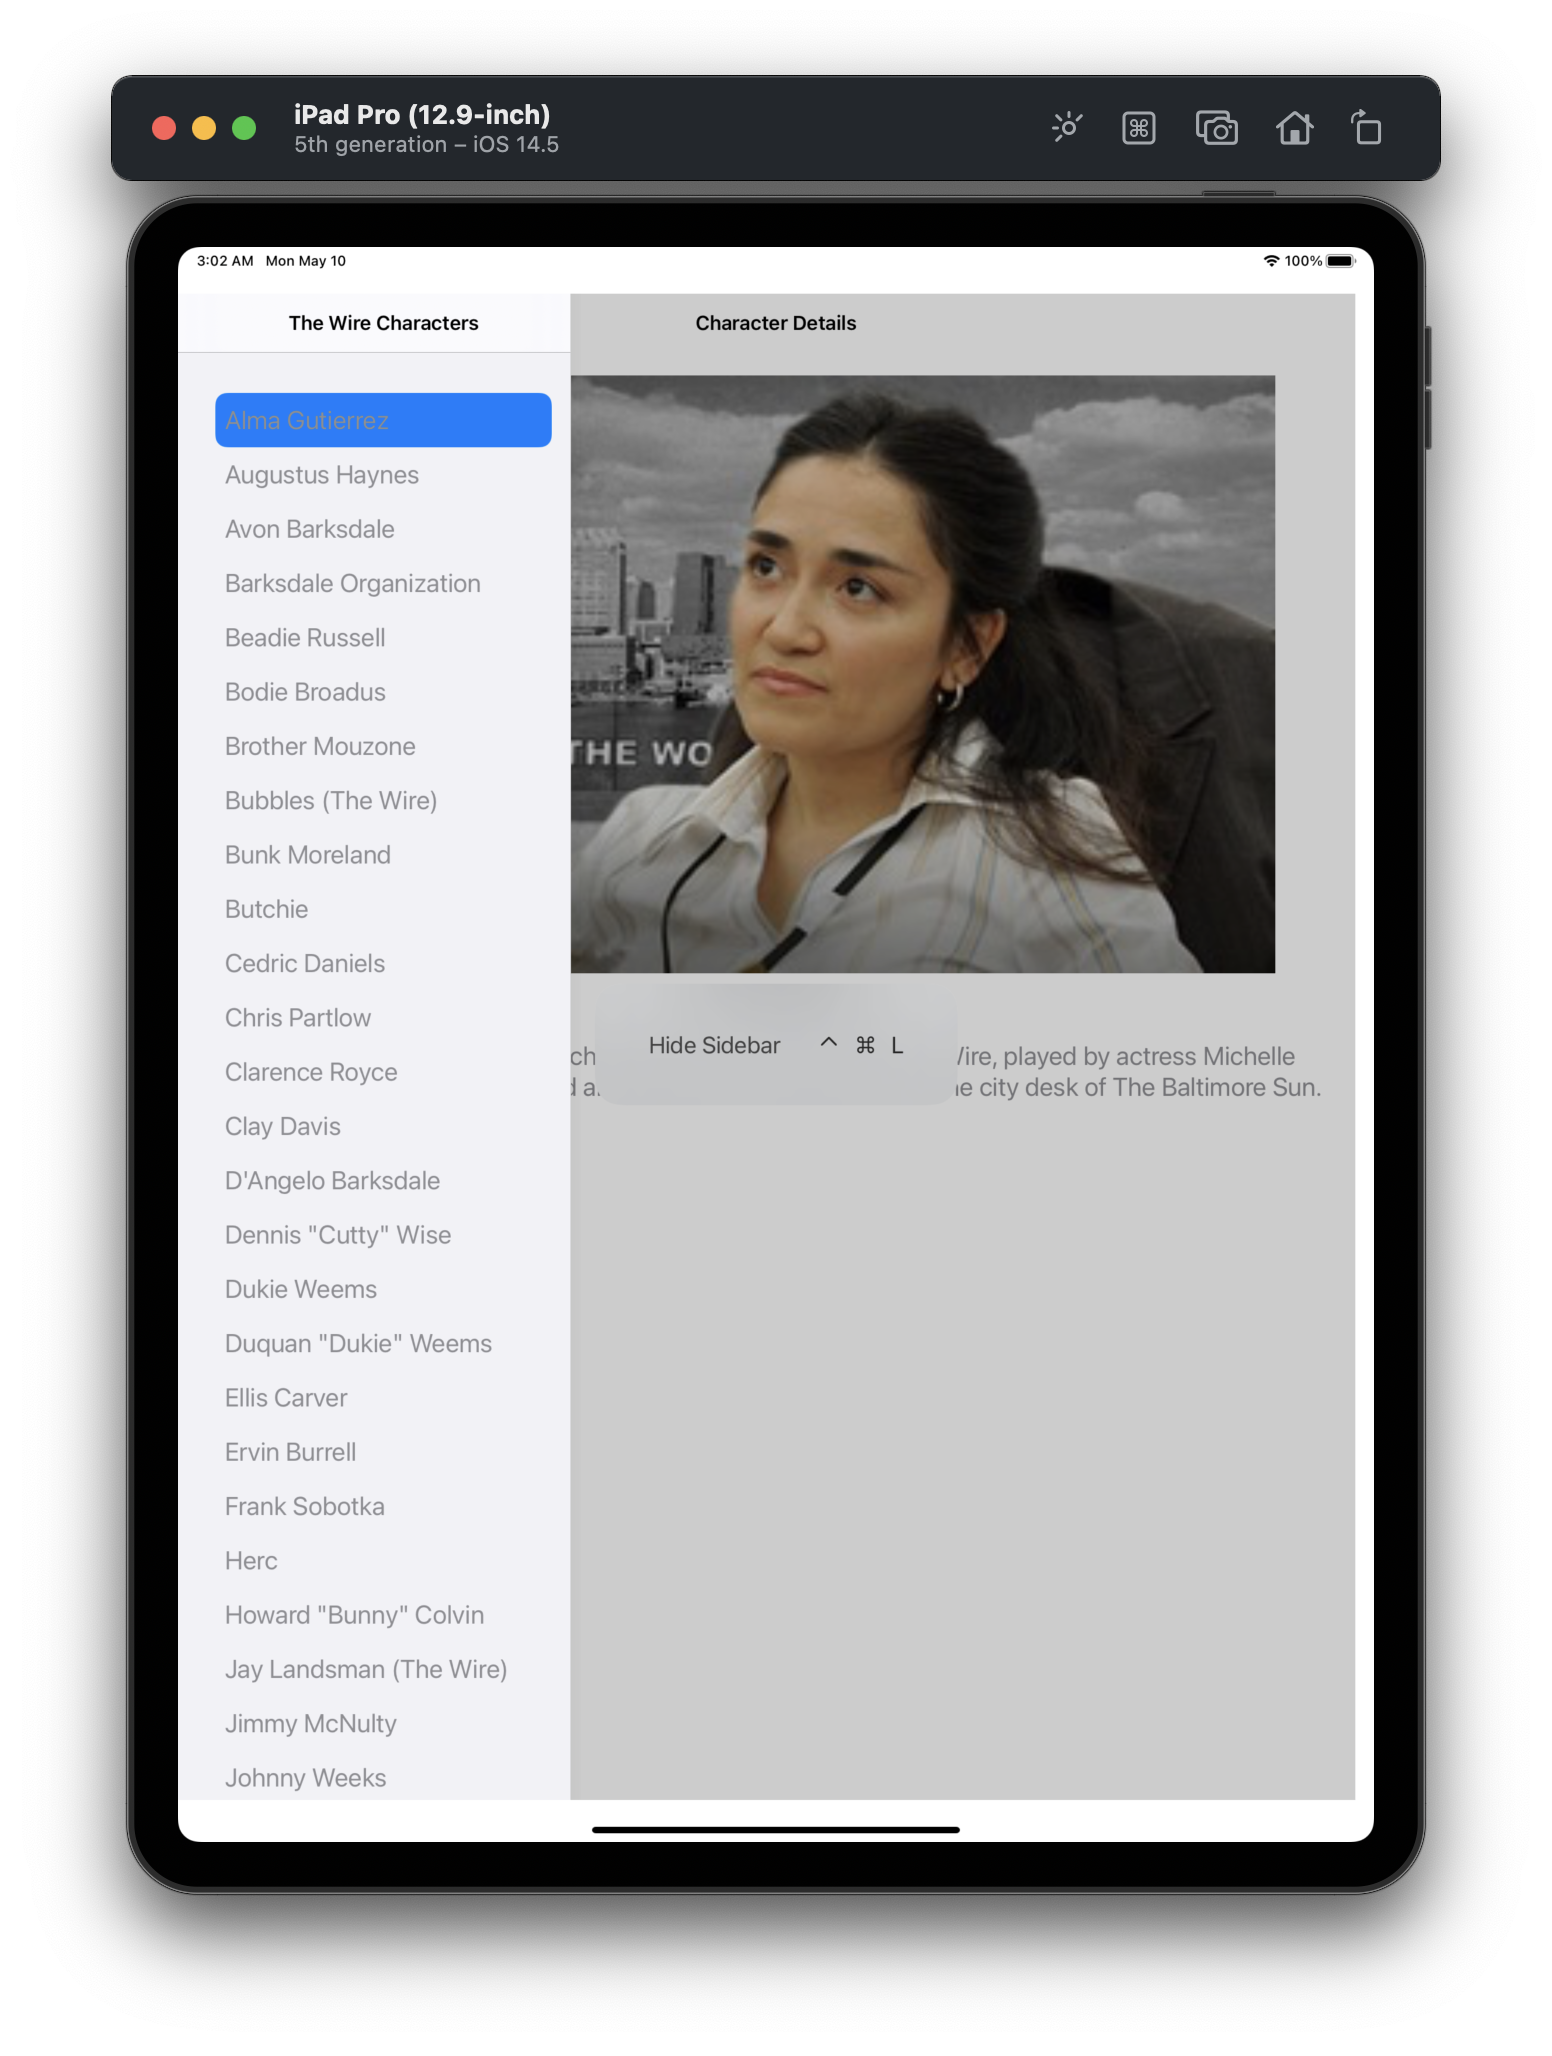 iPad Pro (12.9-inch)
5th generation – iOS 14.5
3:02 AM Mon May 10
100%
The Wire Characters
Character Details
Alma Gutierrez
Augustus Haynes
Avon Barksdale
Barksdale Organization
Beadie Russell
Bodie Broadus
Brother Mouzone
Bubbles (The Wire)
Bunk Moreland
Butchie
Cedric Daniels
Chris Partlow
Clarence Royce
Clay Davis
D'Angelo Barksdale
Dennis "Cutty" Wise
Dukie Weems
Duquan "Dukie" Weems
Ellis Carver
Ervin Burrell
Frank Sobotka
Herc
Howard "Bunny" Colvin
Jay Landsman (The Wire)
Jimmy McNulty
Johnny Weeks
THE WO
Hide Sidebar ^ ⌘ L
ire, played by actress Michelle
city desk of The Baltimore Sun.